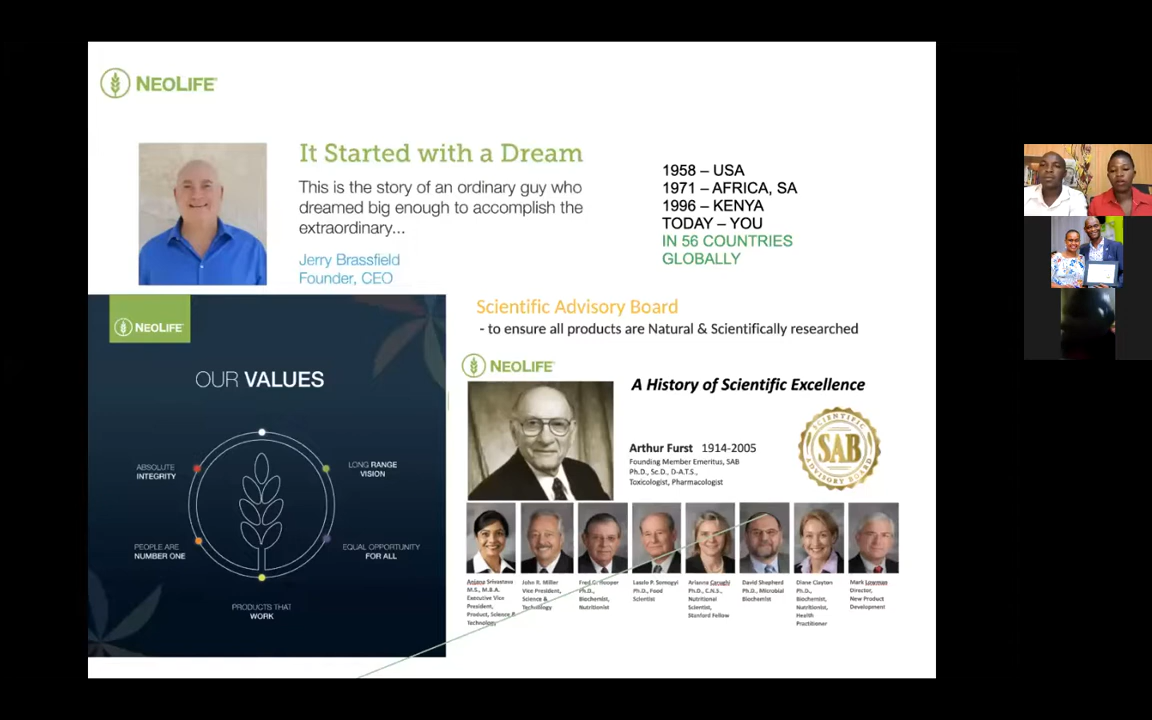 NEOLIFE
It Started with a Dream
This is the story of an ordinary guy who
dreamed big enough to accomplish the
extraordinary...
Jerry Brassfield
Founder, CEO
1958 – USA
1971 – AFRICA, SA
1996 – KENYA
TODAY – YOU
IN 56 COUNTRIES
GLOBALLY
NEOLIFE
OUR VALUES
ABSOLUTE
INTEGRITY
LONG RANGE
VISION
PEOPLE ARE
NUMBER ONE
EQUAL OPPORTUNITY
FOR ALL
PRODUCTS THAT
WORK
Scientific Advisory Board
- to ensure all products are Natural & Scientifically researched
NEOLIFE
A History of Scientific Excellence
Arthur Furst 1914-2005
Founding Member Emeritus, SAB
Ph.D., Sc.D., D-A.T.S.,
Toxicologist, Pharmacologist
SCIENTIFIC
SAB
ADVISORY BOARD
Anjana Srivastava
M.S., M.B.A.
Executive Vice
President,
Product, Science &
Technology
John R. Miller
Vice President,
Science &
Technology
Fred G. Hooper
Ph.D.,
Biochemist,
Nutritionist
Laszlo P. Somogyi
Ph.D., Food
Scientist
Arianna Carughi
Ph.D., C.N.S.,
Nutritional
Scientist,
Stanford Fellow
David Shepherd
Ph.D., Microbial
Biochemist
Diane Clayton
Ph.D.,
Biochemist,
Nutritionist,
Health
Practitioner
Mark Lowman
Director,
New Product
Development